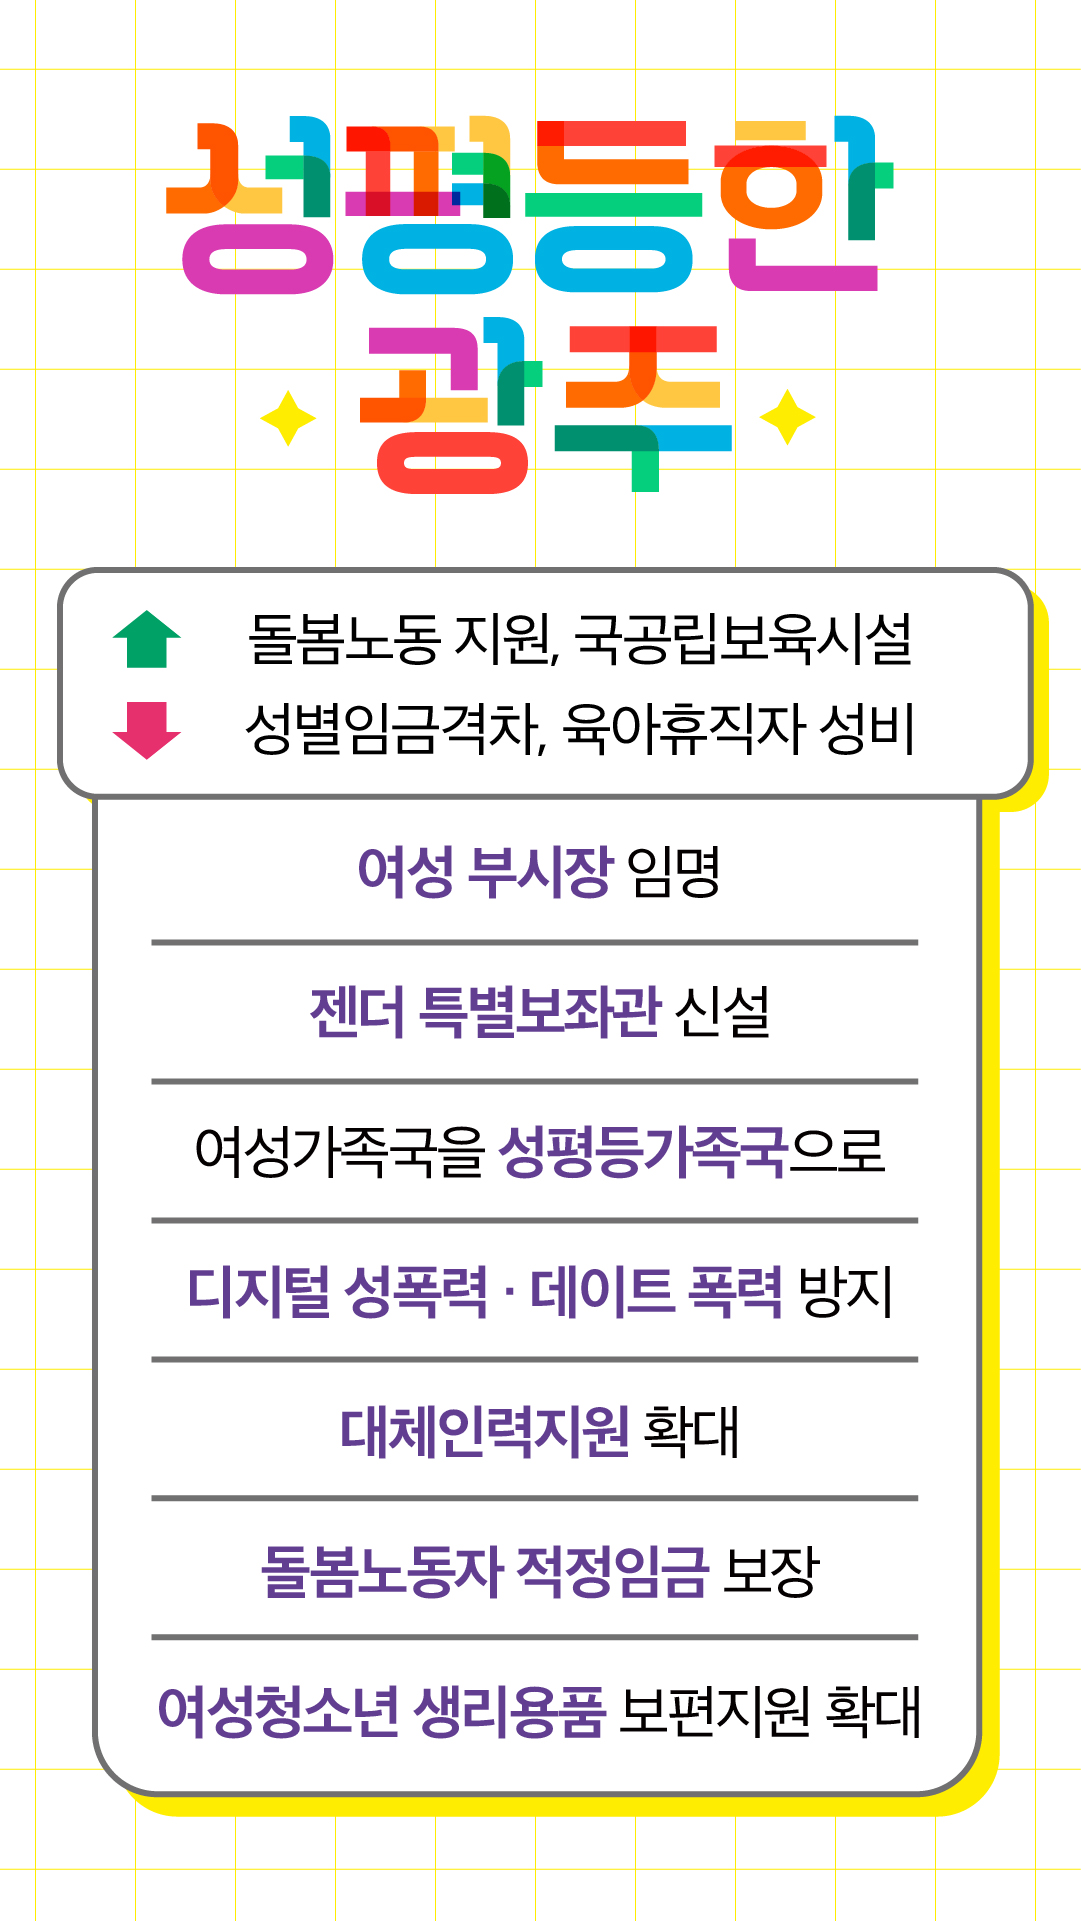 성평등한
광주
돌봄노동 지원, 국공립보육시설
성별임금격차, 육아휴직자 성비
여성 부시장 임명
젠더 특별보좌관 신설
여성가족국을 성평등가족국으로
디지털 성폭력 · 데이트 폭력 방지
대체인력지원 확대
돌봄노동자 적정임금 보장
여성청소년 생리용품 보편지원 확대